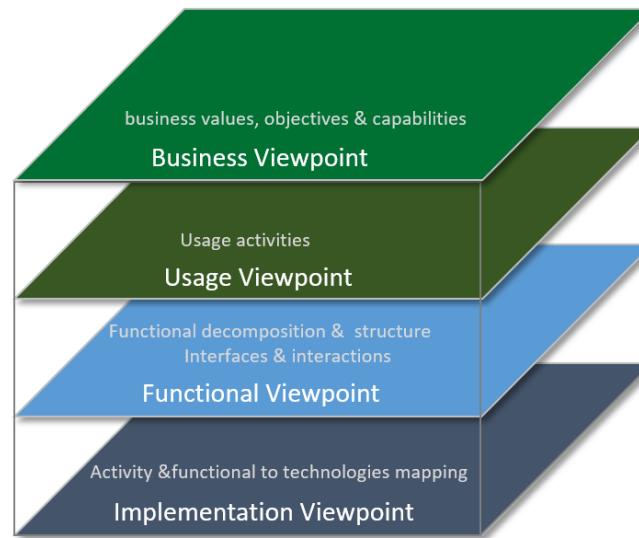 business values, objectives & capabilities
Business Viewpoint
Usage activities
Usage Viewpoint
Functional decomposition & structure
Interfaces & interactions
Functional Viewpoint
Activity &functional to technologies mapping
Implementation Viewpoint